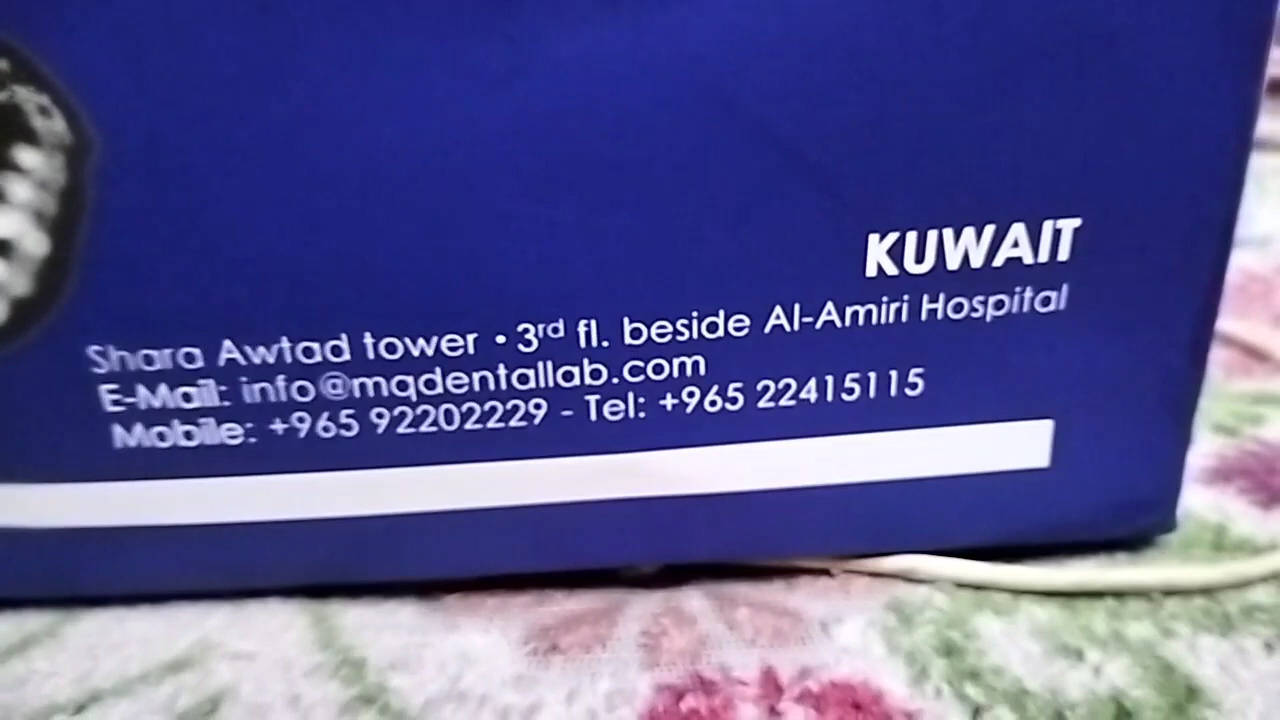 KUWAIT
Shara Awtad tower • 3rd fl. beside Al-Amiri Hospital
E-Mail: info@mqdentallab.com
Mobile: +965 92202229 - Tel: +965 22415115